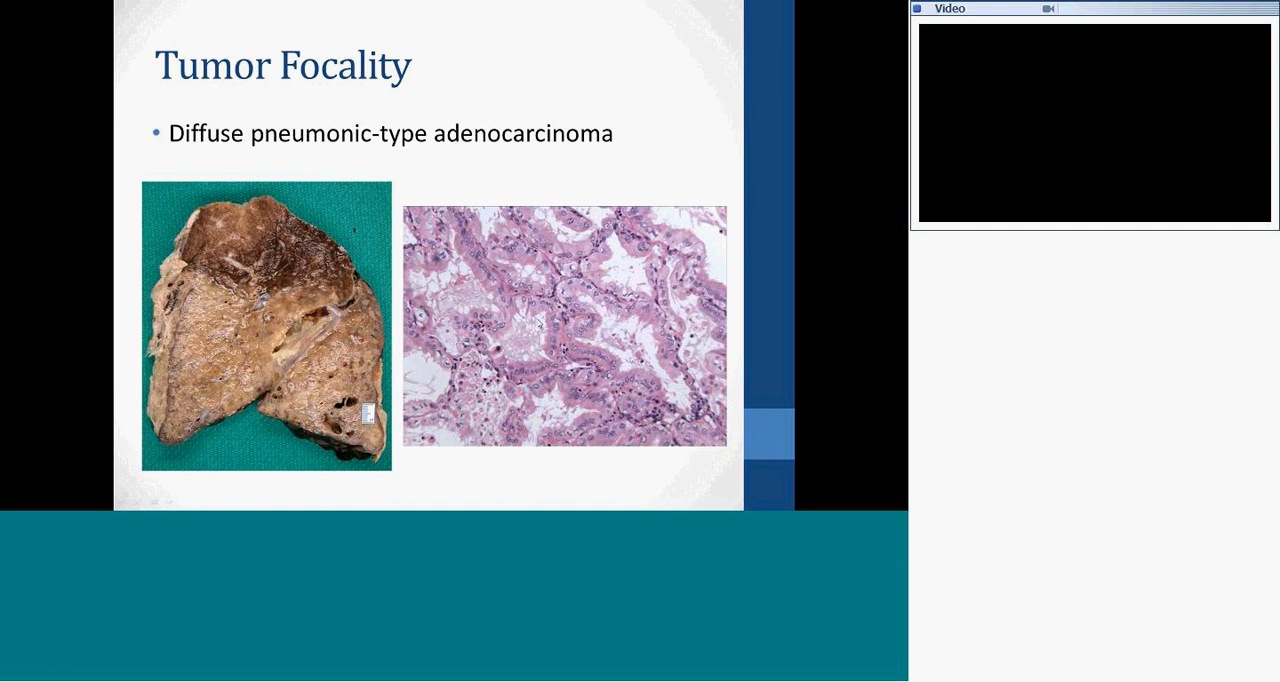 Video
Tumor Focality
• Diffuse pneumonic-type adenocarcinoma